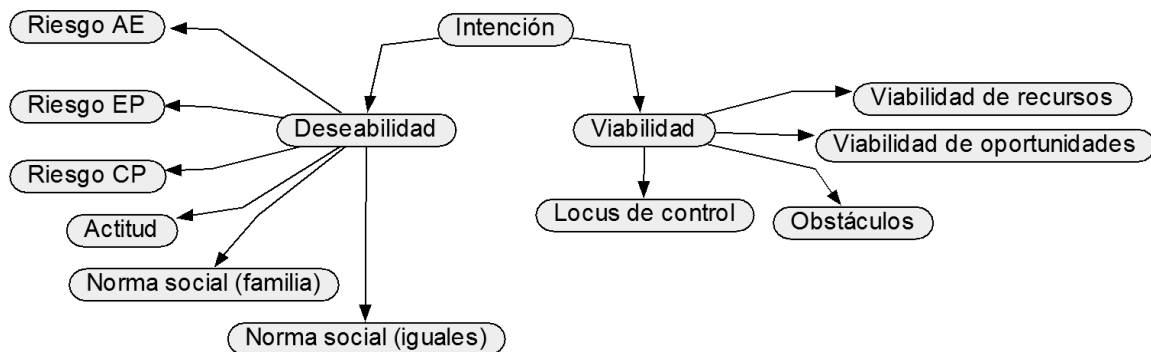 Riesgo AE
Intención
Riesgo EP
Viabilidad de recursos
Deseabilidad
Viabilidad
Viabilidad de oportunidades
Riesgo CP
Locus de control
Obstáculos
Actitud
Norma social (familia)
Norma social (iguales)